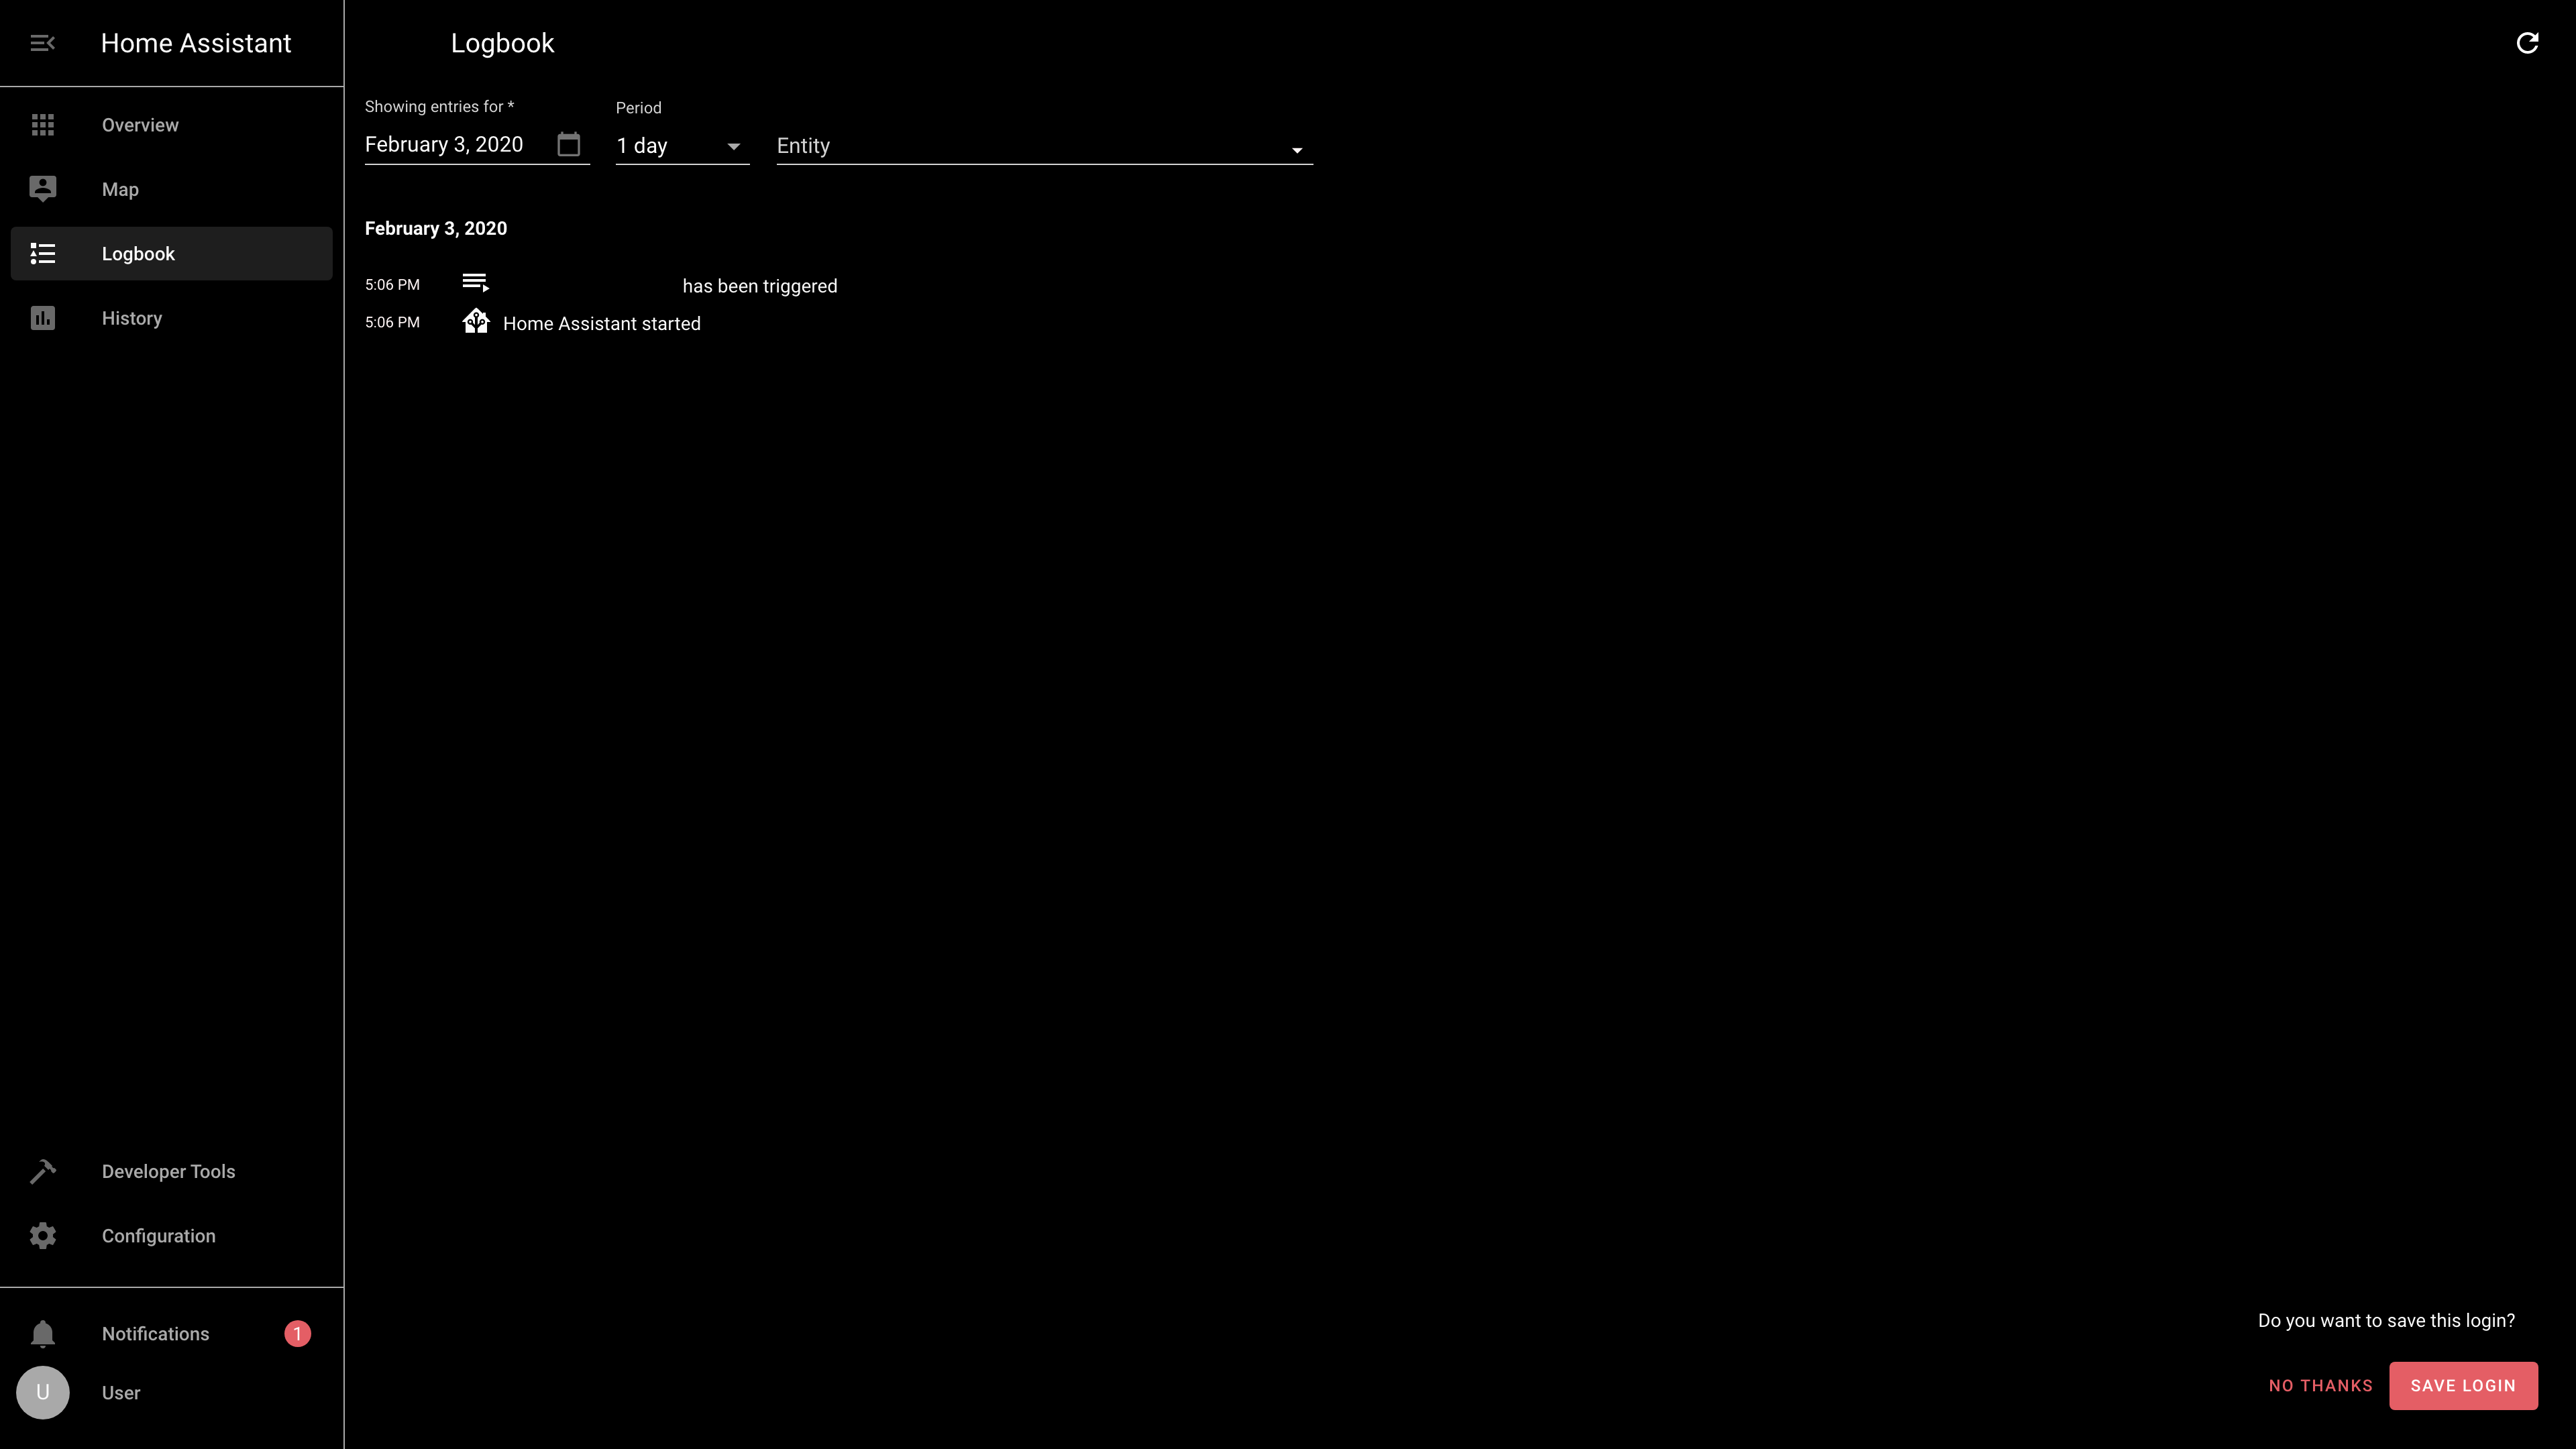 Home Assistant
Overview
Map
Logbook
History
Developer Tools
Configuration
Notifications 1
U User
Logbook
Showing entries for *
February 3, 2020
Period
1 day
Entity
February 3, 2020
5:06 PM has been triggered
5:06 PM Home Assistant started
Do you want to save this login?
NO THANKS SAVE LOGIN